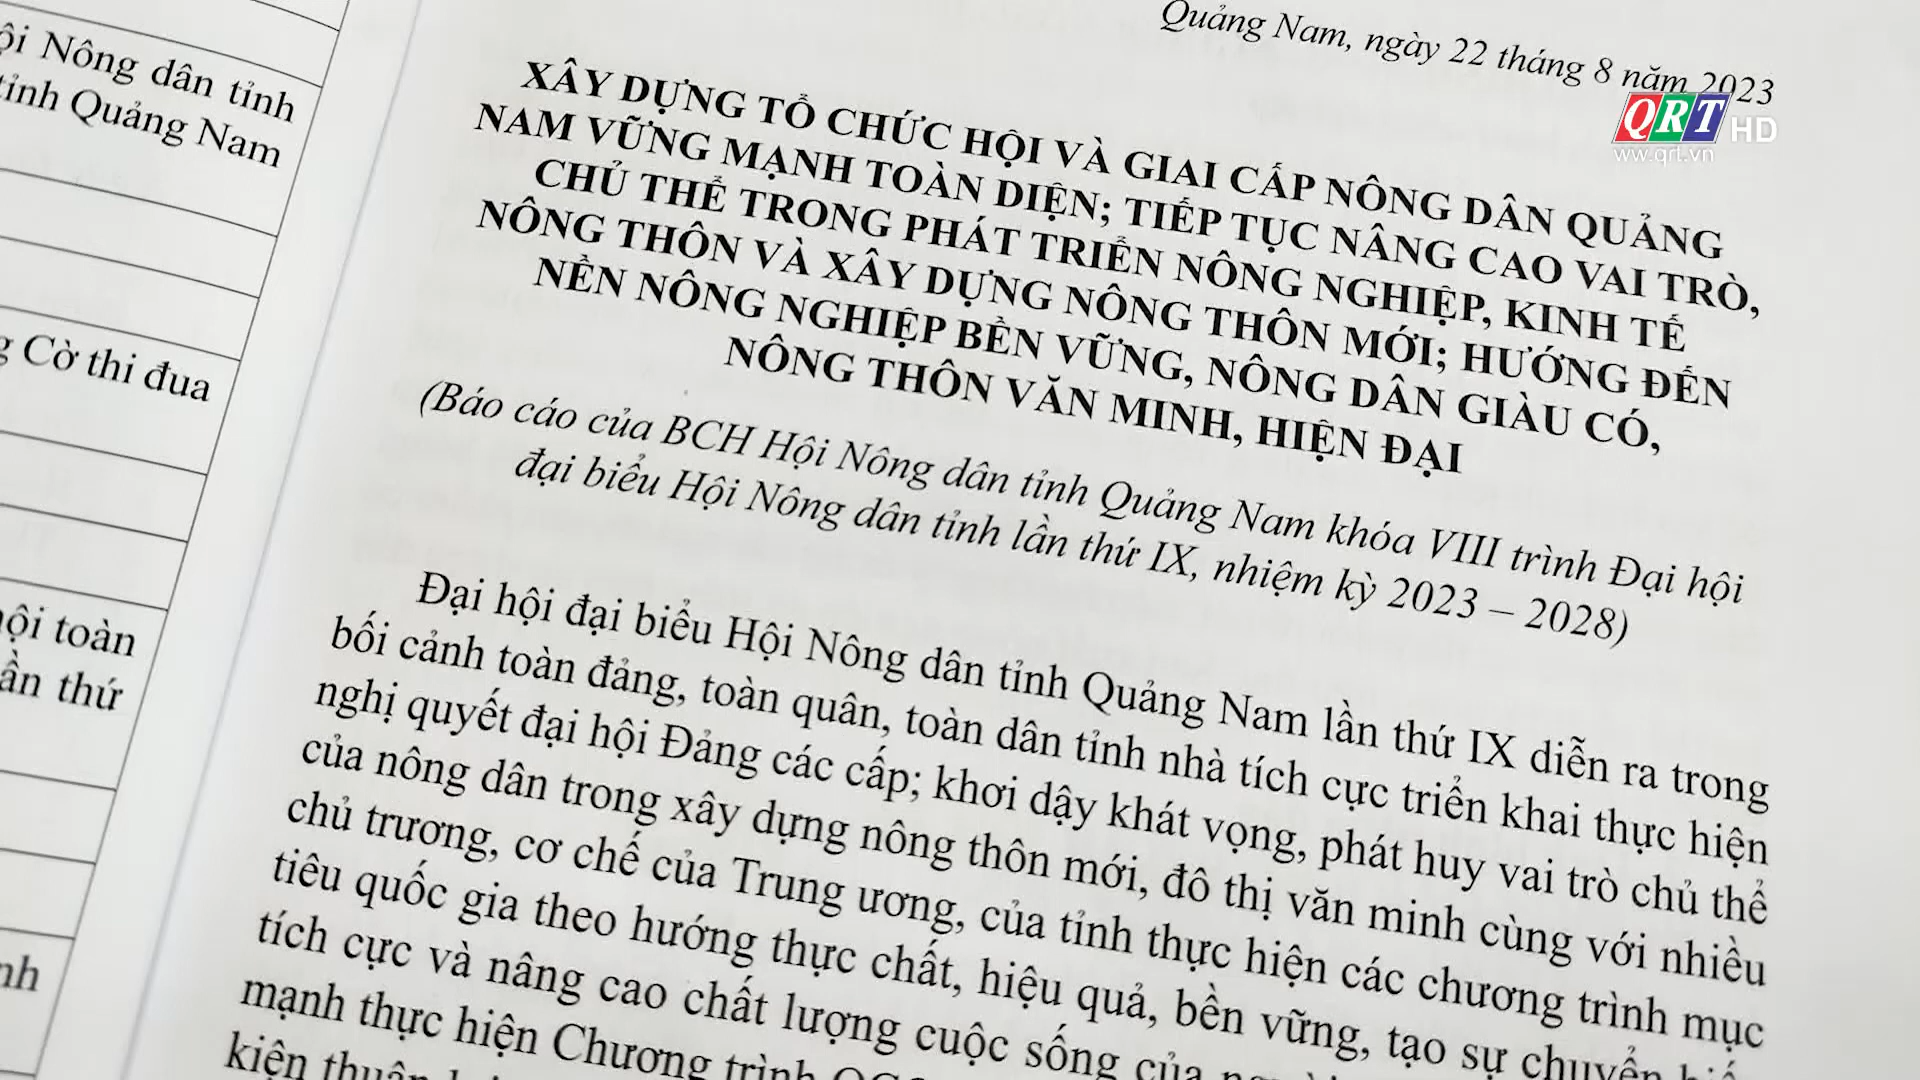 ội Nông dân tỉnh
tỉnh Quảng Nam
Cờ thi đua
ội toàn
ần thứ
nh
Quảng Nam, ngày 22 tháng 8 năm 2023
QRT HD
www.qrt.vn
XÂY DỰNG TỔ CHỨC HỘI VÀ GIAI CẤP NÔNG DÂN QUẢNG
NAM VỮNG MẠNH TOÀN DIỆN; TIẾP TỤC NÂNG CAO VAI TRÒ,
CHỦ THỂ TRONG PHÁT TRIỂN NÔNG NGHIỆP, KINH TẾ
NÔNG THÔN VÀ XÂY DỰNG NÔNG THÔN MỚI; HƯỚNG ĐẾN
NỀN NÔNG NGHIỆP BỀN VỮNG, NÔNG DÂN GIÀU CÓ,
NÔNG THÔN VĂN MINH, HIỆN ĐẠI
(Báo cáo của BCH Hội Nông dân tỉnh Quảng Nam khóa VIII trình Đại hội
đại biểu Hội Nông dân tỉnh lần thứ IX, nhiệm kỳ 2023 – 2028)
Đại hội đại biểu Hội Nông dân tỉnh Quảng Nam lần thứ IX diễn ra trong
bối cảnh toàn đảng, toàn quân, toàn dân tỉnh nhà tích cực triển khai thực hiện
nghị quyết đại hội Đảng các cấp; khơi dậy khát vọng, phát huy vai trò chủ thể
của nông dân trong xây dựng nông thôn mới, đô thị văn minh cùng với nhiều
chủ trương, cơ chế của Trung ương, của tỉnh thực hiện các chương trình mục
tiêu quốc gia theo hướng thực chất, hiệu quả, bền vững, tạo sự chuyển
tích cực và nâng cao chất lượng cuộc sống của
mạnh thực hiện Chương trình
kiện thuận